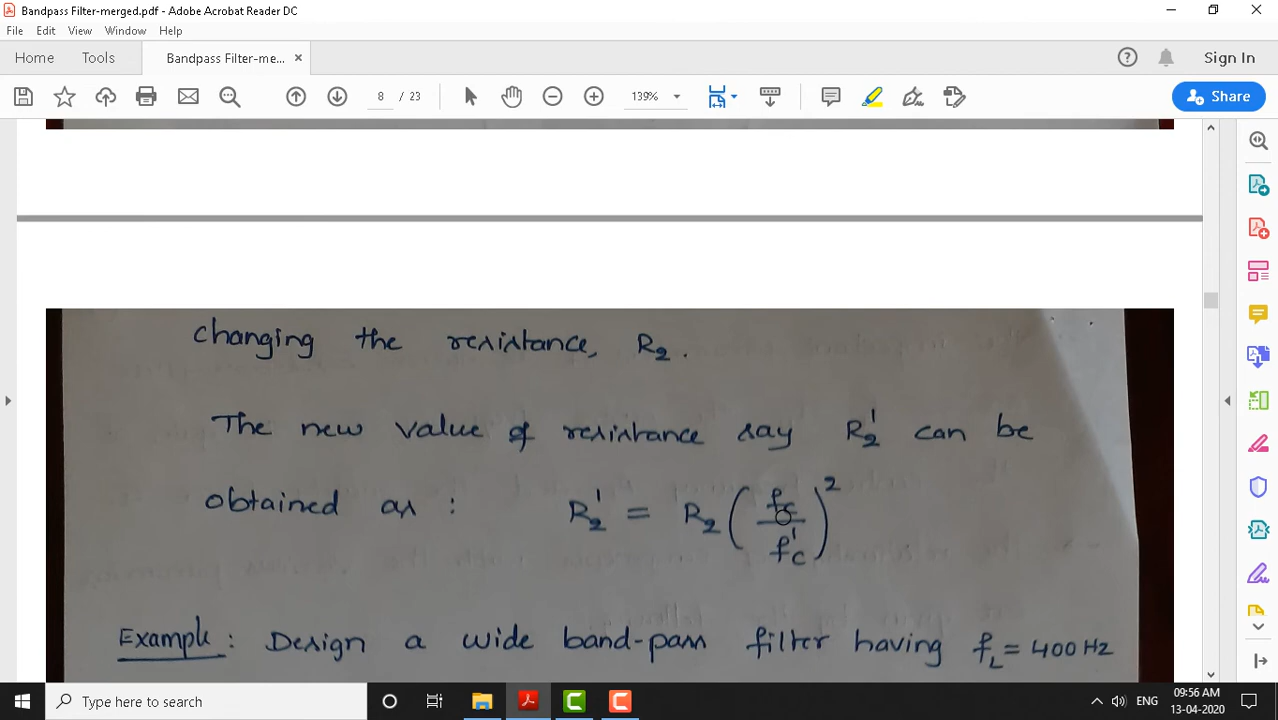 Bandpass Filter-merged.pdf - Adobe Acrobat Reader DC
File Edit View Window Help
Home Tools Bandpass Filter-me... × Sign In
8 / 23 139% Share
changing the resistance, R₂.
The new value of resistance say R₂' can be
obtained as : R₂' = R₂ (fc / f'c)²
Example : Design a wide band-pass filter having f_L = 400 Hz
Type here to search
ENG
09:56 AM
13-04-2020